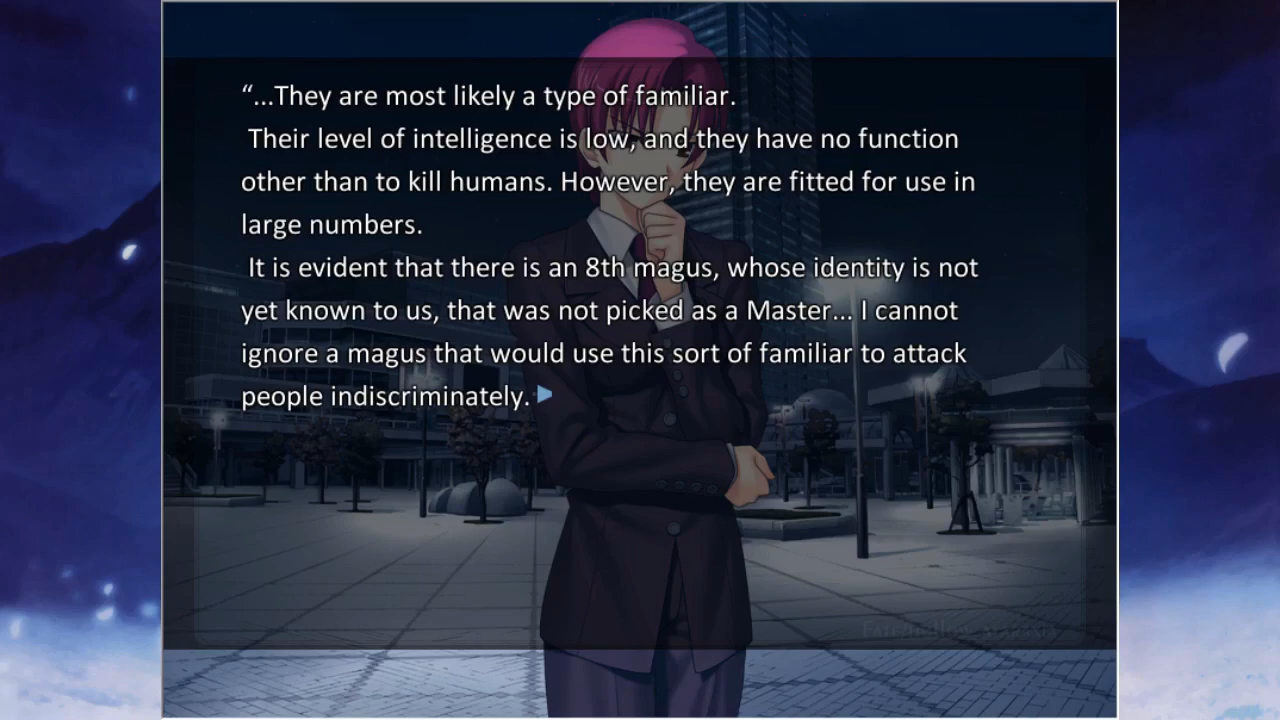 “...They are most likely a type of familiar.
Their level of intelligence is low, and they have no function
other than to kill humans. However, they are fitted for use in
large numbers.
It is evident that there is an 8th magus, whose identity is not
yet known to us, that was not picked as a Master... I cannot
ignore a magus that would use this sort of familiar to attack
people indiscriminately.